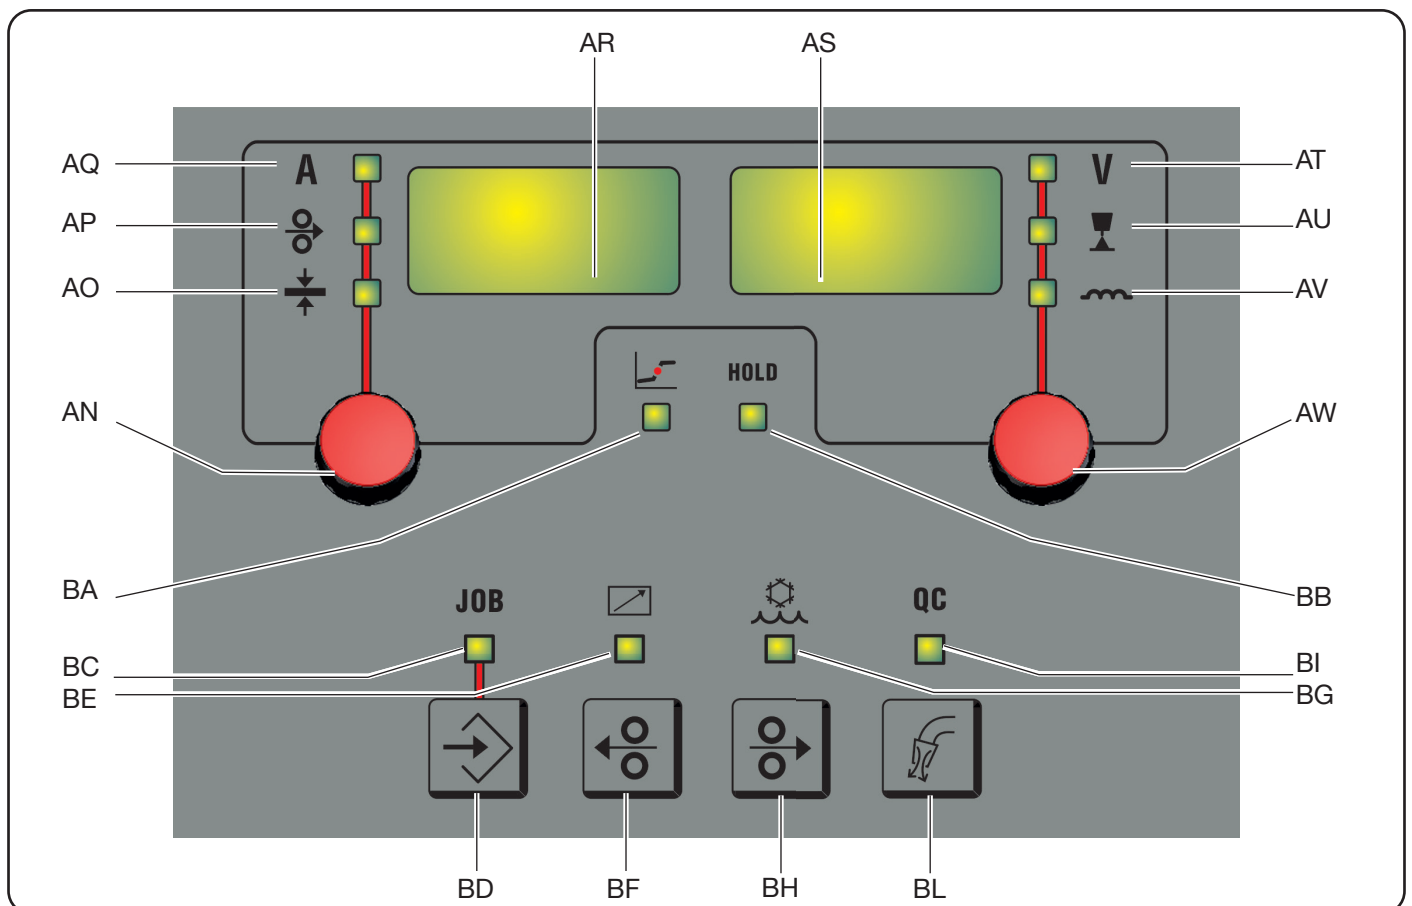 AR AS
AQ A V AT
AP AU
AO AV
HOLD
AN AW
BA BB
JOB QC
BC BI
BE BG
BD BF BH BL